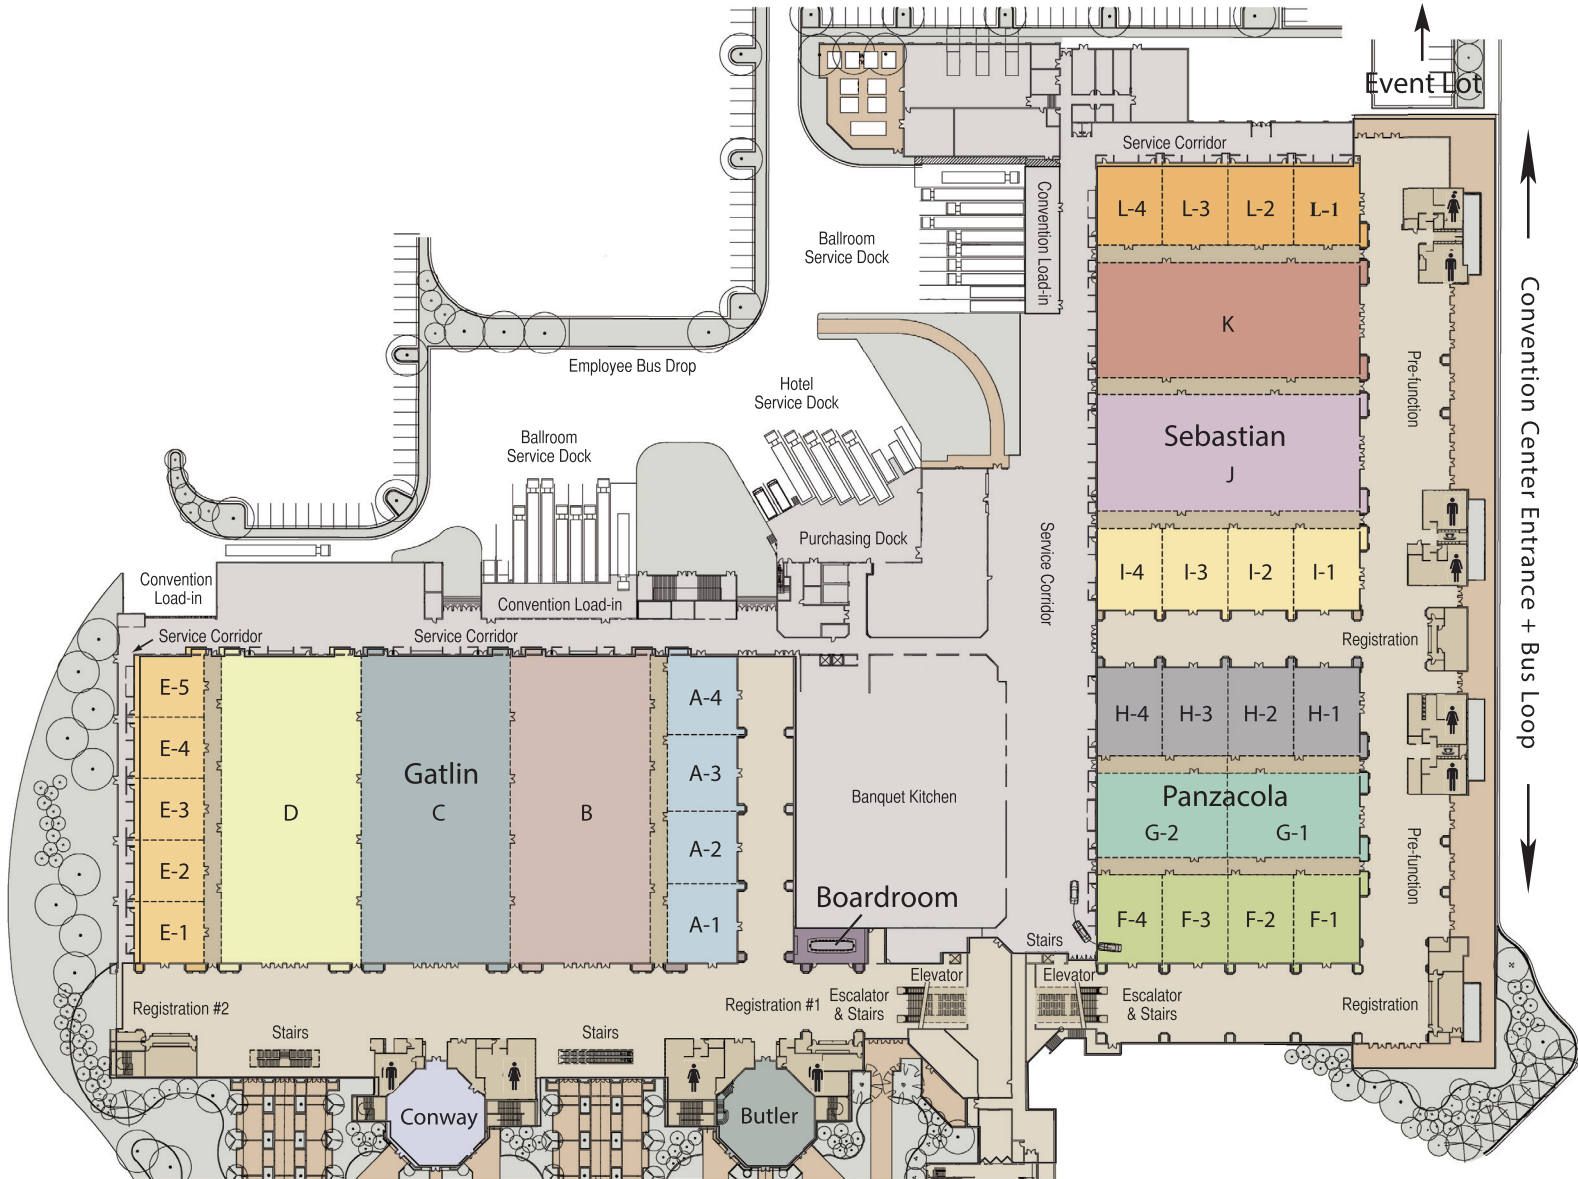 Event Lot
Service Corridor
L-4
L-3
L-2
L-1
Convention Load-in
Ballroom
Service Dock
K
Convention Center Entrance + Bus Loop
Employee Bus Drop
Pre-function
Hotel
Service Dock
Ballroom
Service Dock
Sebastian
J
Purchasing Dock
Service Corridor
I-4
I-3
I-2
I-1
Convention
Load-in
Convention Load-in
Service Corridor
Service Corridor
Registration
E-5
E-4
E-3
E-2
E-1
D
Gatlin
C
B
A-4
A-3
A-2
A-1
Banquet Kitchen
Boardroom
H-4
H-3
H-2
H-1
Panzacola
G-2
G-1
Pre-function
F-4
F-3
F-2
F-1
Stairs
Elevator
Elevator
Registration #2
Registration #1
Escalator
& Stairs
Escalator
& Stairs
Registration
Stairs
Stairs
Conway
Butler